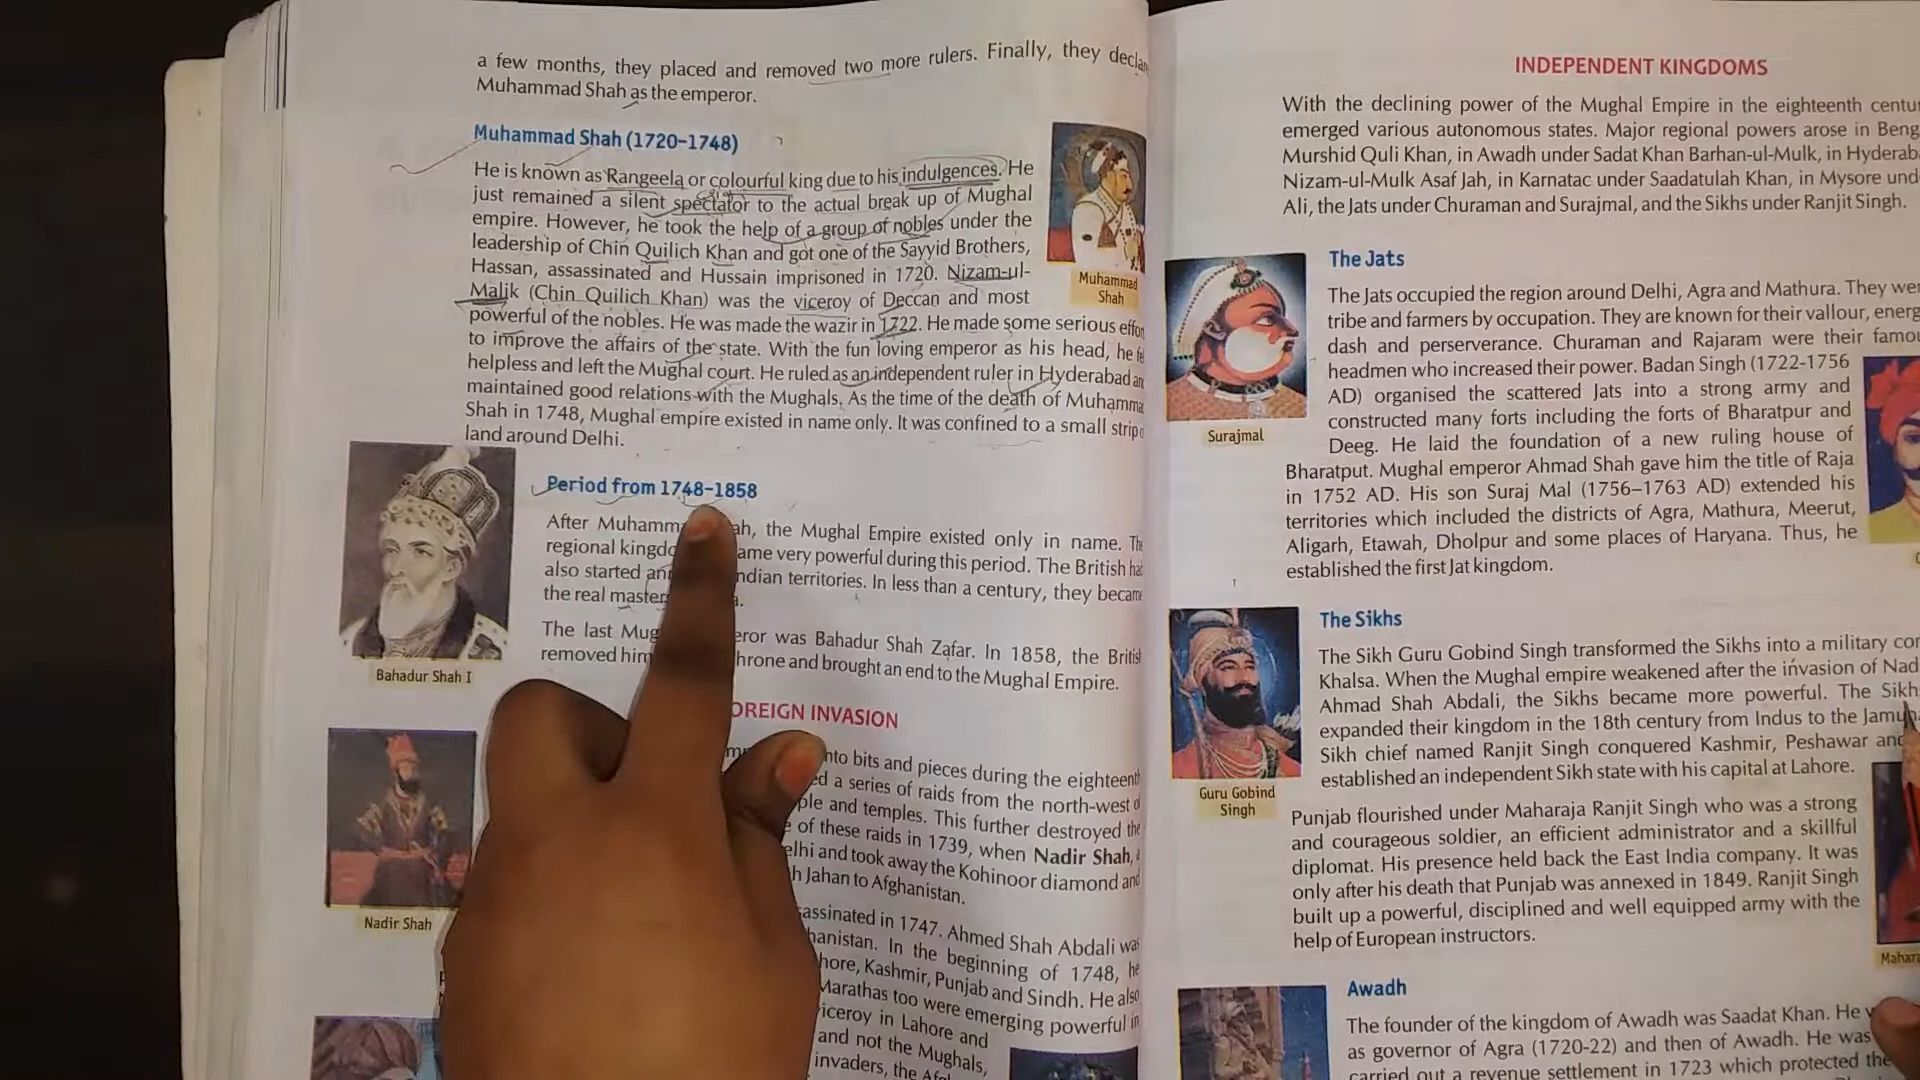 a few months, they placed and removed two more rulers. Finally, they
Muhammad Shah as the emperor.
Muhammad Shah (1720–1748)
He is known as Rangeela or colourful king due to his indulgences. He
just remained a silent spectator to the actual break up of Mughal
empire. However, he took the help of a group of nobles under the
leadership of Chin Quilich Khan and got one of the Sayyid Brothers,
Hassan, assassinated and Hussain imprisoned in 1720. Nizam-ul-
Malik (Chin Quilich Khan) was the viceroy of Deccan and most
powerful of the nobles. He was made the wazir in 1722. He made some serious
to improve the affairs of the state. With the fun loving emperor as his head, he
helpless and left the Mughal court. He ruled as an independent ruler in Hyderabad
maintained good relations with the Mughals. As the time of the death of
Shah in 1748, Mughal empire existed in name only. It was confined to a small strip
land around Delhi.
Muhammad
Shah
Period from 1748–1858
After the Mughal Empire existed only in name.
regional very powerful during this period. The British
also started territories. In less than a century, they became
the real
The last was Bahadur Shah Zafar. In 1858, the
removed him and brought an end to the Mughal Empire.
Bahadur Shah I
INVASION
bits and pieces during the eighteenth
a series of raids from the north-west
and temples. This further destroyed the
of these raids in 1739, when Nadir Shah,
and took away the Kohinoor diamond and
Jahan to Afghanistan.
Nadir Shah
in 1747. Ahmed Shah Abdali was
In the beginning of 1748, he
Kashmir, Punjab and Sindh. He also
Marathas too were emerging powerful in
in Lahore and
and not the Mughals,
invaders, the
INDEPENDENT KINGDOMS
With the declining power of the Mughal Empire in the eighteenth
emerged various autonomous states. Major regional powers arose in
Murshid Quli Khan, in Awadh under Sadat Khan Barhan-ul-Mulk, in
Nizam-ul-Mulk Asaf Jah, in Karnatac under Saadatulah Khan, in Mysore
Ali, the Jats under Churaman and Surajmal, and the Sikhs under Ranjit Singh.
The Jats
The Jats occupied the region around Delhi, Agra and Mathura. They
tribe and farmers by occupation. They are known for their vallour,
dash and perserverance. Churaman and Rajaram were their
headmen who increased their power. Badan Singh (1722-1756
AD) organised the scattered Jats into a strong army and
constructed many forts including the forts of Bharatpur and
Deeg. He laid the foundation of a new ruling house of
Bharatput. Mughal emperor Ahmad Shah gave him the title of Raja
in 1752 AD. His son Suraj Mal (1756–1763 AD) extended his
territories which included the districts of Agra, Mathura, Meerut,
Aligarh, Etawah, Dholpur and some places of Haryana. Thus, he
established the first Jat kingdom.
Surajmal
The Sikhs
The Sikh Guru Gobind Singh transformed the Sikhs into a military
Khalsa. When the Mughal empire weakened after the invasion of
Ahmad Shah Abdali, the Sikhs became more powerful. The
expanded their kingdom in the 18th century from Indus to the
Sikh chief named Ranjit Singh conquered Kashmir, Peshawar and
established an independent Sikh state with his capital at Lahore.
Guru Gobind
Singh
Punjab flourished under Maharaja Ranjit Singh who was a strong
and courageous soldier, an efficient administrator and a skillful
diplomat. His presence held back the East India company. It was
only after his death that Punjab was annexed in 1849. Ranjit Singh
built up a powerful, disciplined and well equipped army with the
help of European instructors.
Awadh
The founder of the kingdom of Awadh was Saadat Khan. He
as governor of Agra (1720-22) and then of Awadh. He was
carried out a revenue settlement in 1723 which protected the